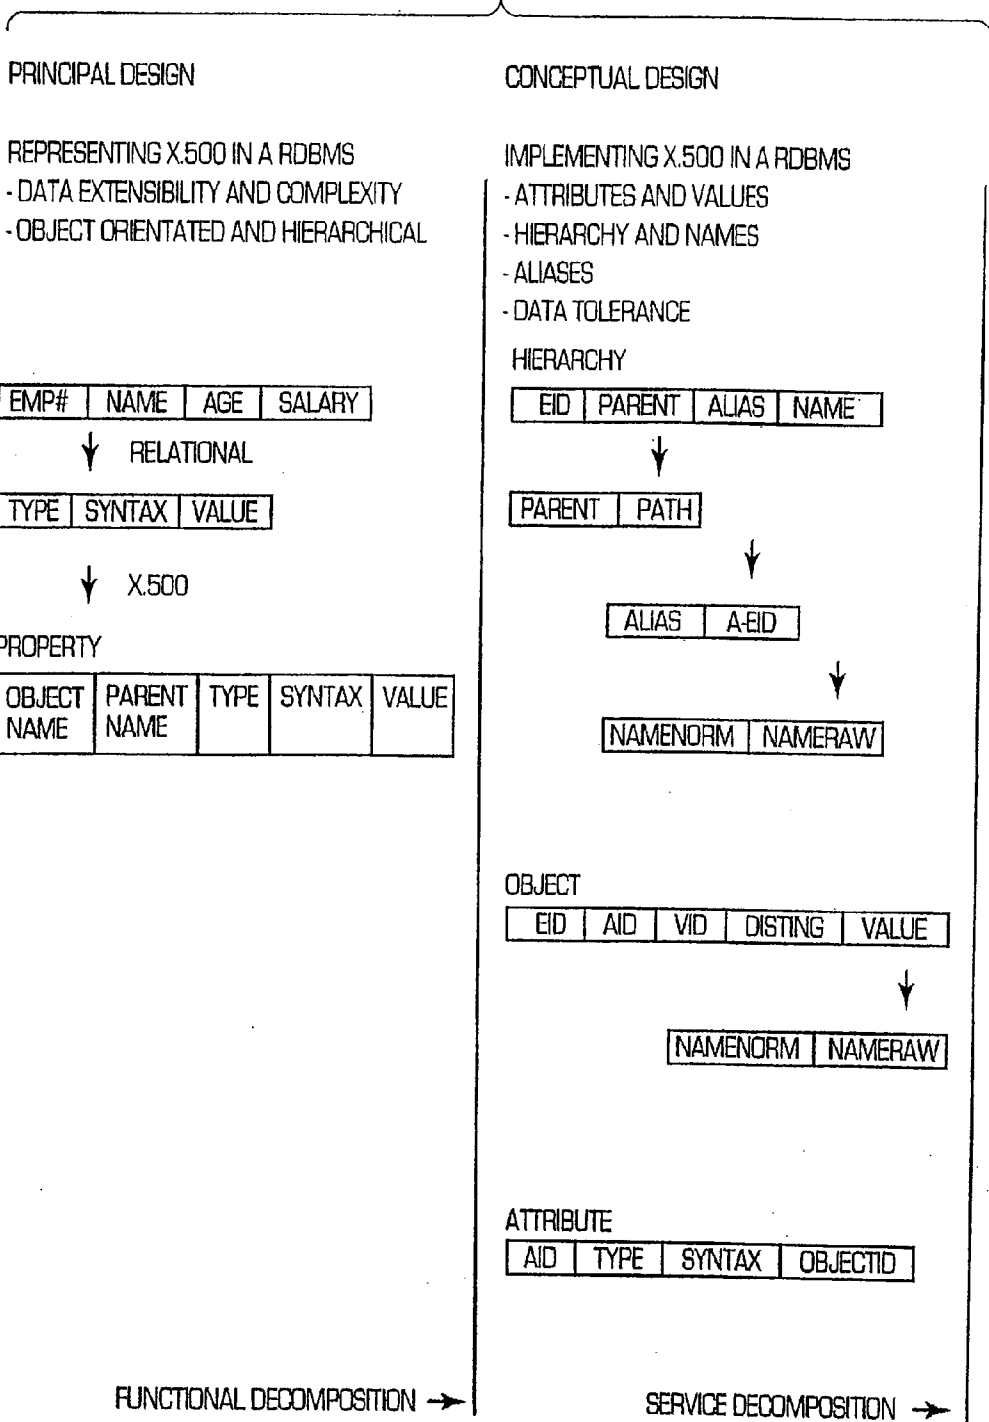 PRINCIPAL DESIGN
REPRESENTING X.500 IN A RDBMS
- DATA EXTENSIBILITY AND COMPLEXITY
- OBJECT ORIENTATED AND HIERARCHICAL
EMP# NAME AGE SALARY
RELATIONAL
TYPE SYNTAX VALUE
X.500
PROPERTY
OBJECT NAME PARENT NAME TYPE SYNTAX VALUE
FUNCTIONAL DECOMPOSITION
CONCEPTUAL DESIGN
IMPLEMENTING X.500 IN A RDBMS
- ATTRIBUTES AND VALUES
- HIERARCHY AND NAMES
- ALIASES
- DATA TOLERANCE
HIERARCHY
EID PARENT ALIAS NAME
PARENT PATH
ALIAS A-EID
NAMENORM NAMERAW
OBJECT
EID AID VID DISTING VALUE
NAMENORM NAMERAW
ATTRIBUTE
AID TYPE SYNTAX OBJECTID
SERVICE DECOMPOSITION